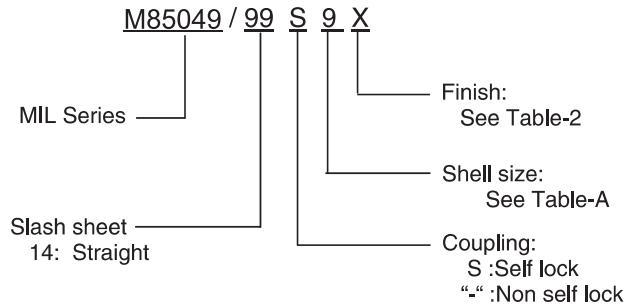 M85049 / 99 S 9 X
MIL Series
Finish:
See Table-2
Shell size:
See Table-A
Slash sheet
14: Straight
Coupling:
S :Self lock
“-“ :Non self lock